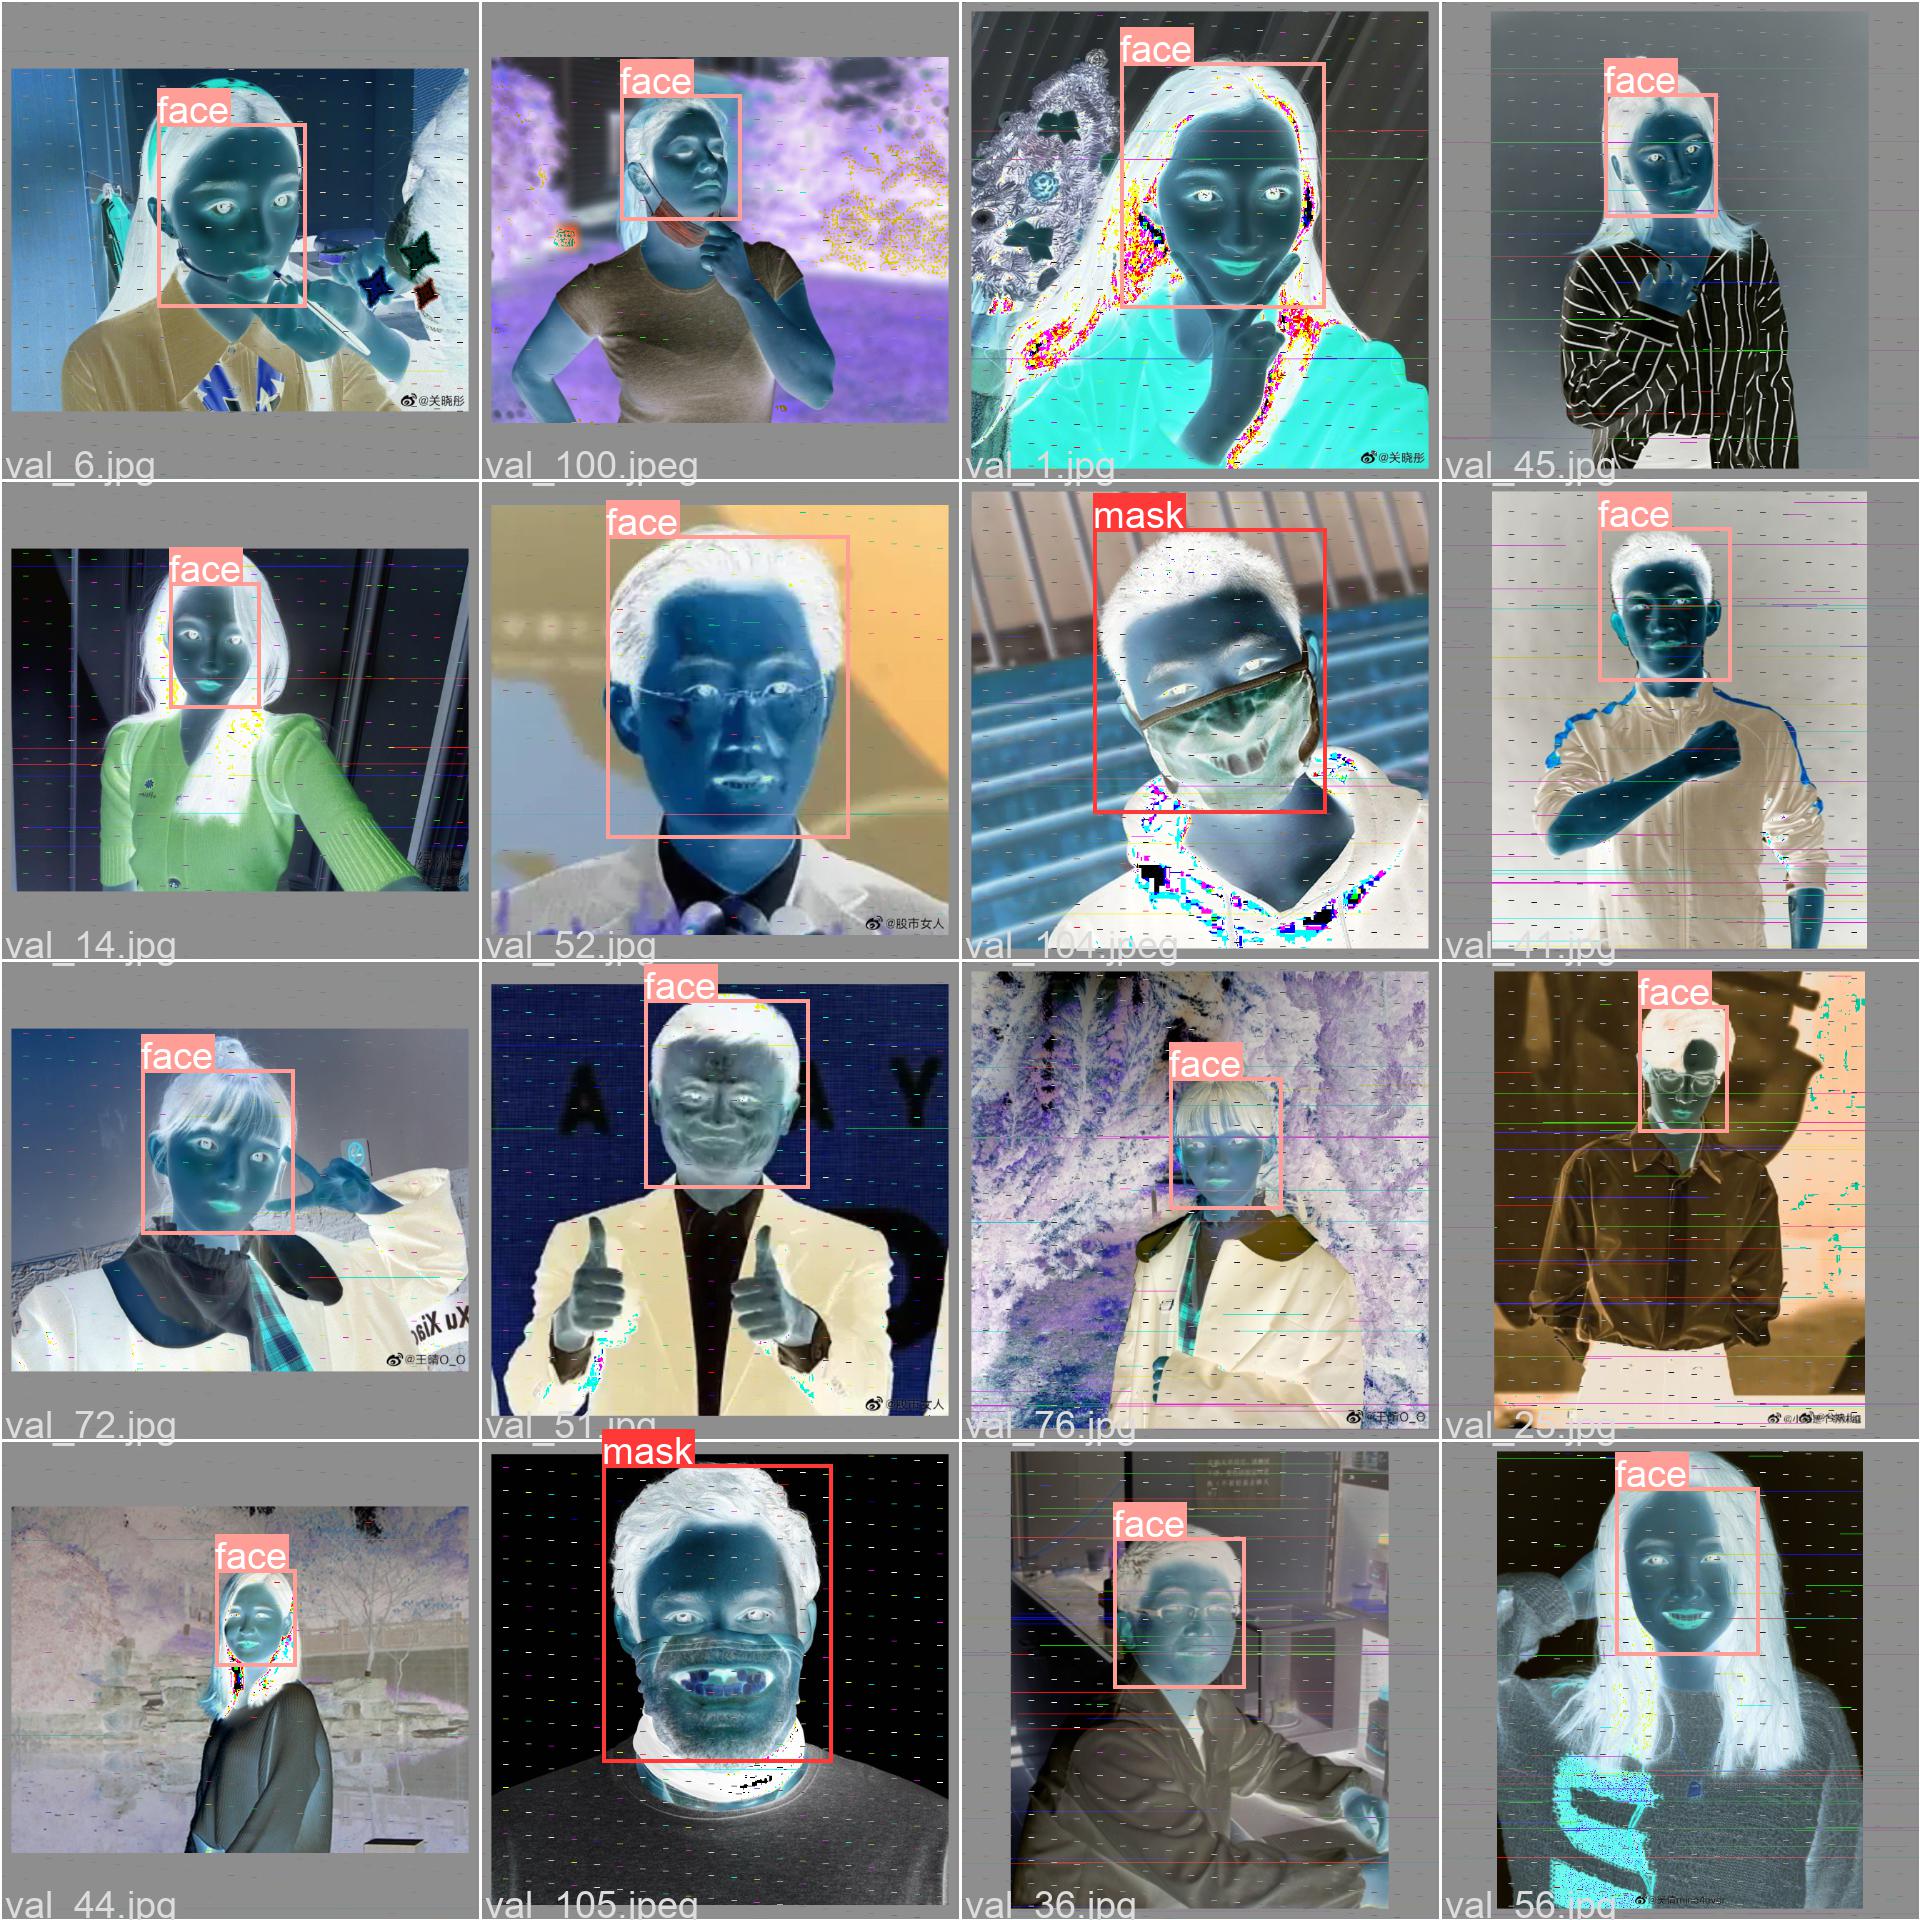 face
face
face
face
@关晓彤
val_6.jpg
val_100.jpeg
@关晓彤
val_1.jpg
val_45.jpg
face
face
mask
face
val_14.jpg
@股市女人
val_52.jpg
val_104.jpeg
val_41.jpg
face
face
face
face
A
A Y
Xu Xiao
@王晴O_O
val_72.jpg
@股市女人
val_51.jpg
@王晴O_O
val_76.jpg
val_25.jpg
face
mask
face
face
val_44.jpg
val_105.jpeg
val_36.jpg
val_56.jpg